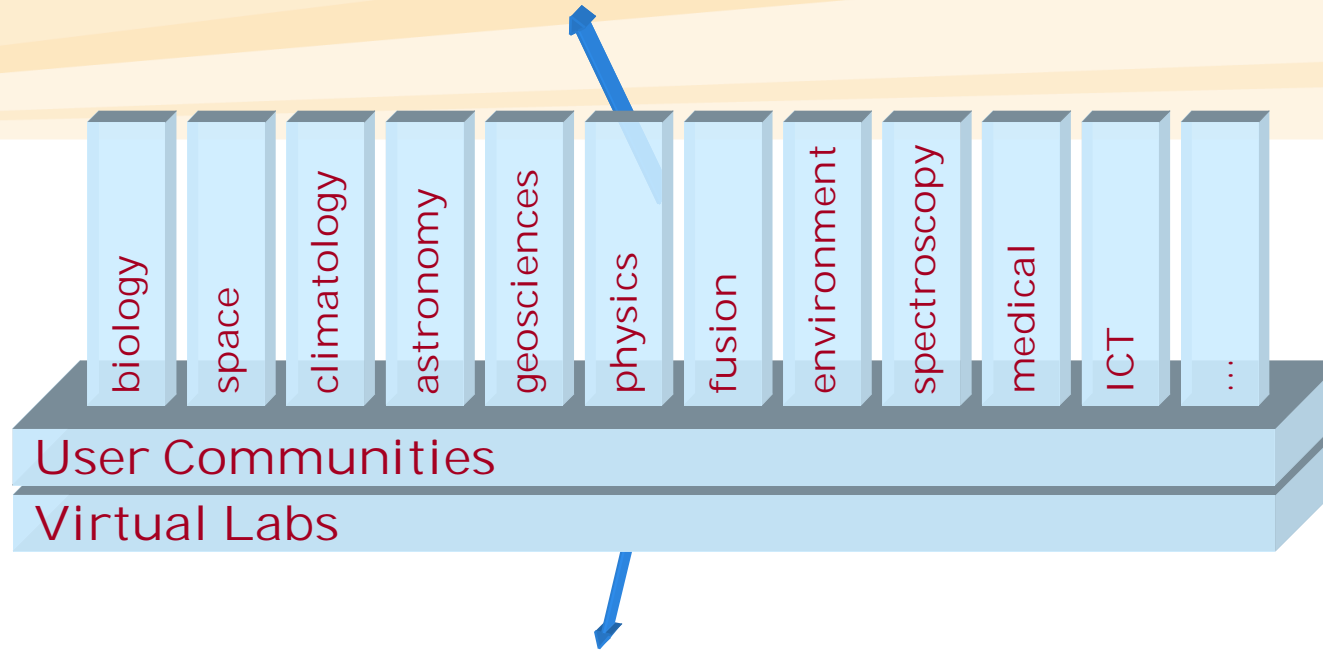 biology
space
climatology
astronomy
geosciences
physics
fusion
environment
spectroscopy
medical
ICT
...
User Communities
Virtual Labs